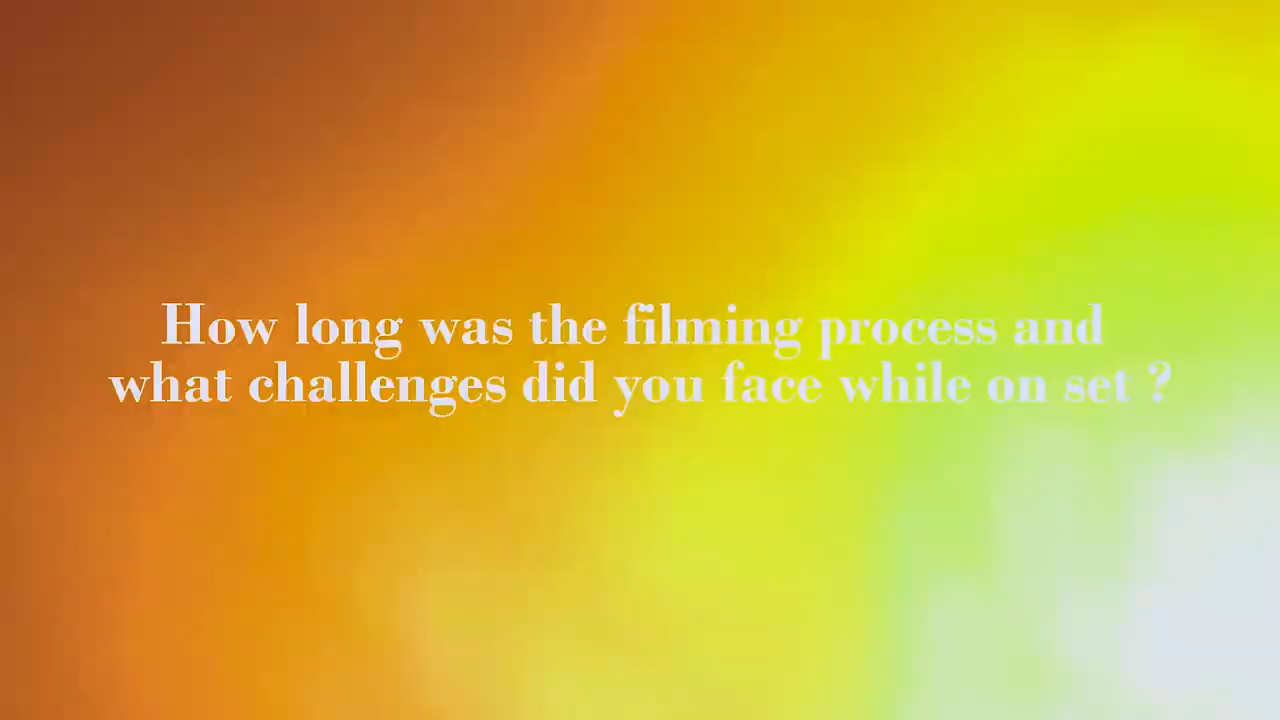 How long was the filming process and
what challenges did you face while on set ?